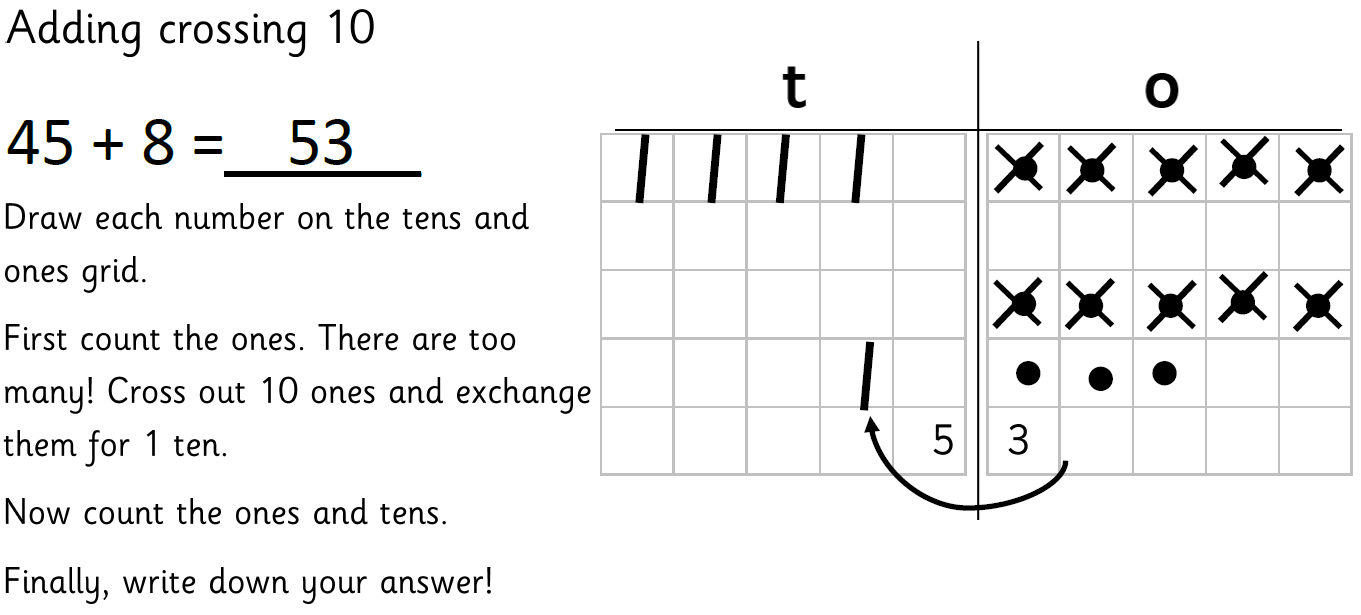 Adding crossing 10
45 + 8 = 53
Draw each number on the tens and
ones grid.
First count the ones. There are too
many! Cross out 10 ones and exchange
them for 1 ten.
Now count the ones and tens.
Finally, write down your answer!
t o
5 3